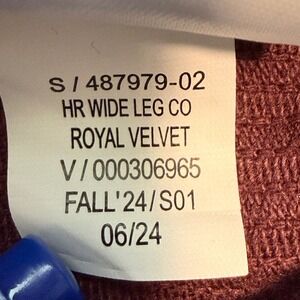 S / 487979-02
HR WIDE LEG CO
ROYAL VELVET
V / 000306965
FALL'24 / S01
06/24